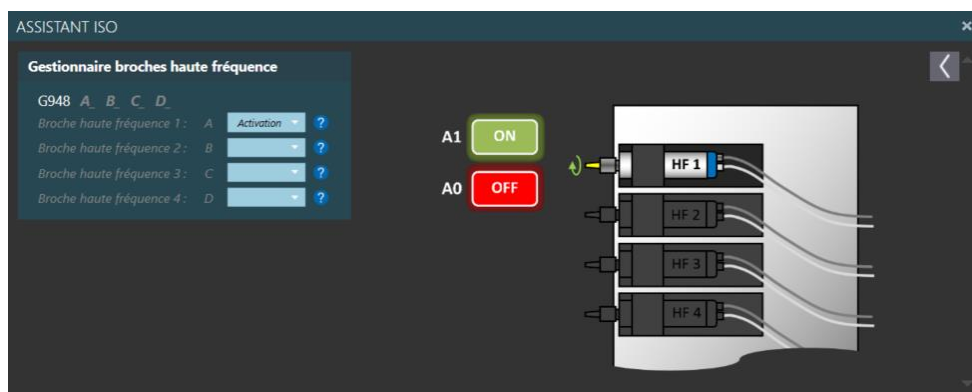 ASSISTANT ISO
Gestionnaire broches haute fréquence
G948 A_ B_ C_ D_
Broche haute fréquence 1 : A Activation ?
Broche haute fréquence 2 : B ?
Broche haute fréquence 3 : C ?
Broche haute fréquence 4 : D ?
A1 ON
A0 OFF
HF 1
HF 2
HF 3
HF 4